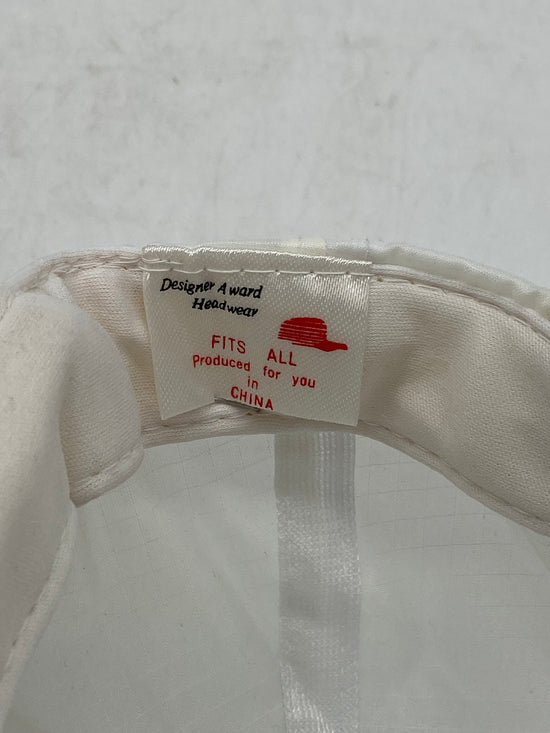 Designer Award
Headwear
FITS ALL
Produced for you
in
CHINA